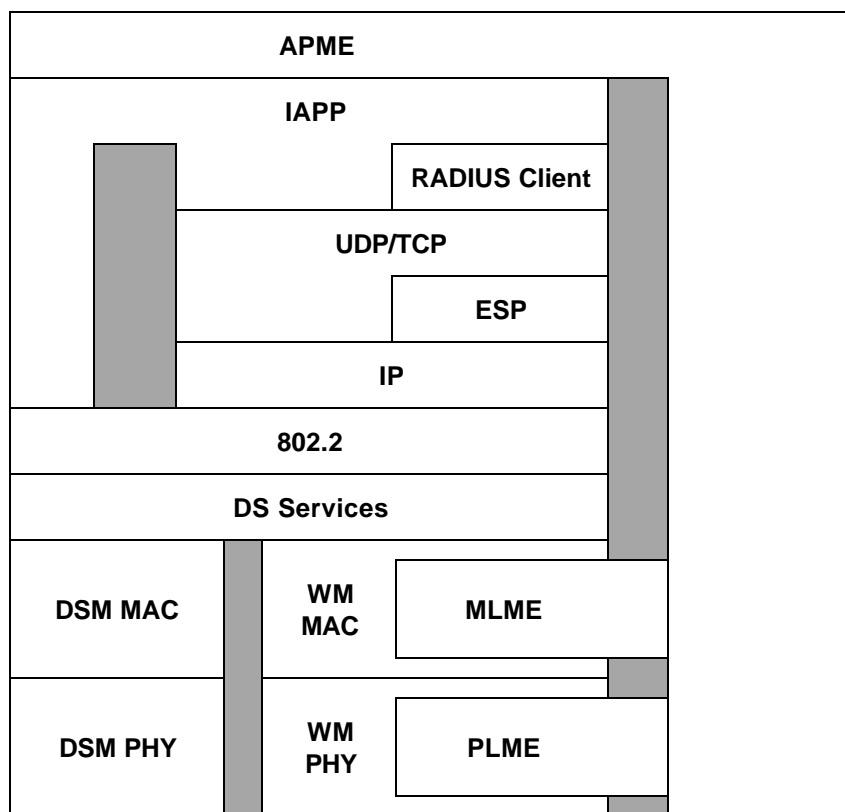 APME
IAPP
RADIUS Client
UDP/TCP
ESP
IP
802.2
DS Services
DSM MAC
WM
MAC
MLME
DSM PHY
WM
PHY
PLME